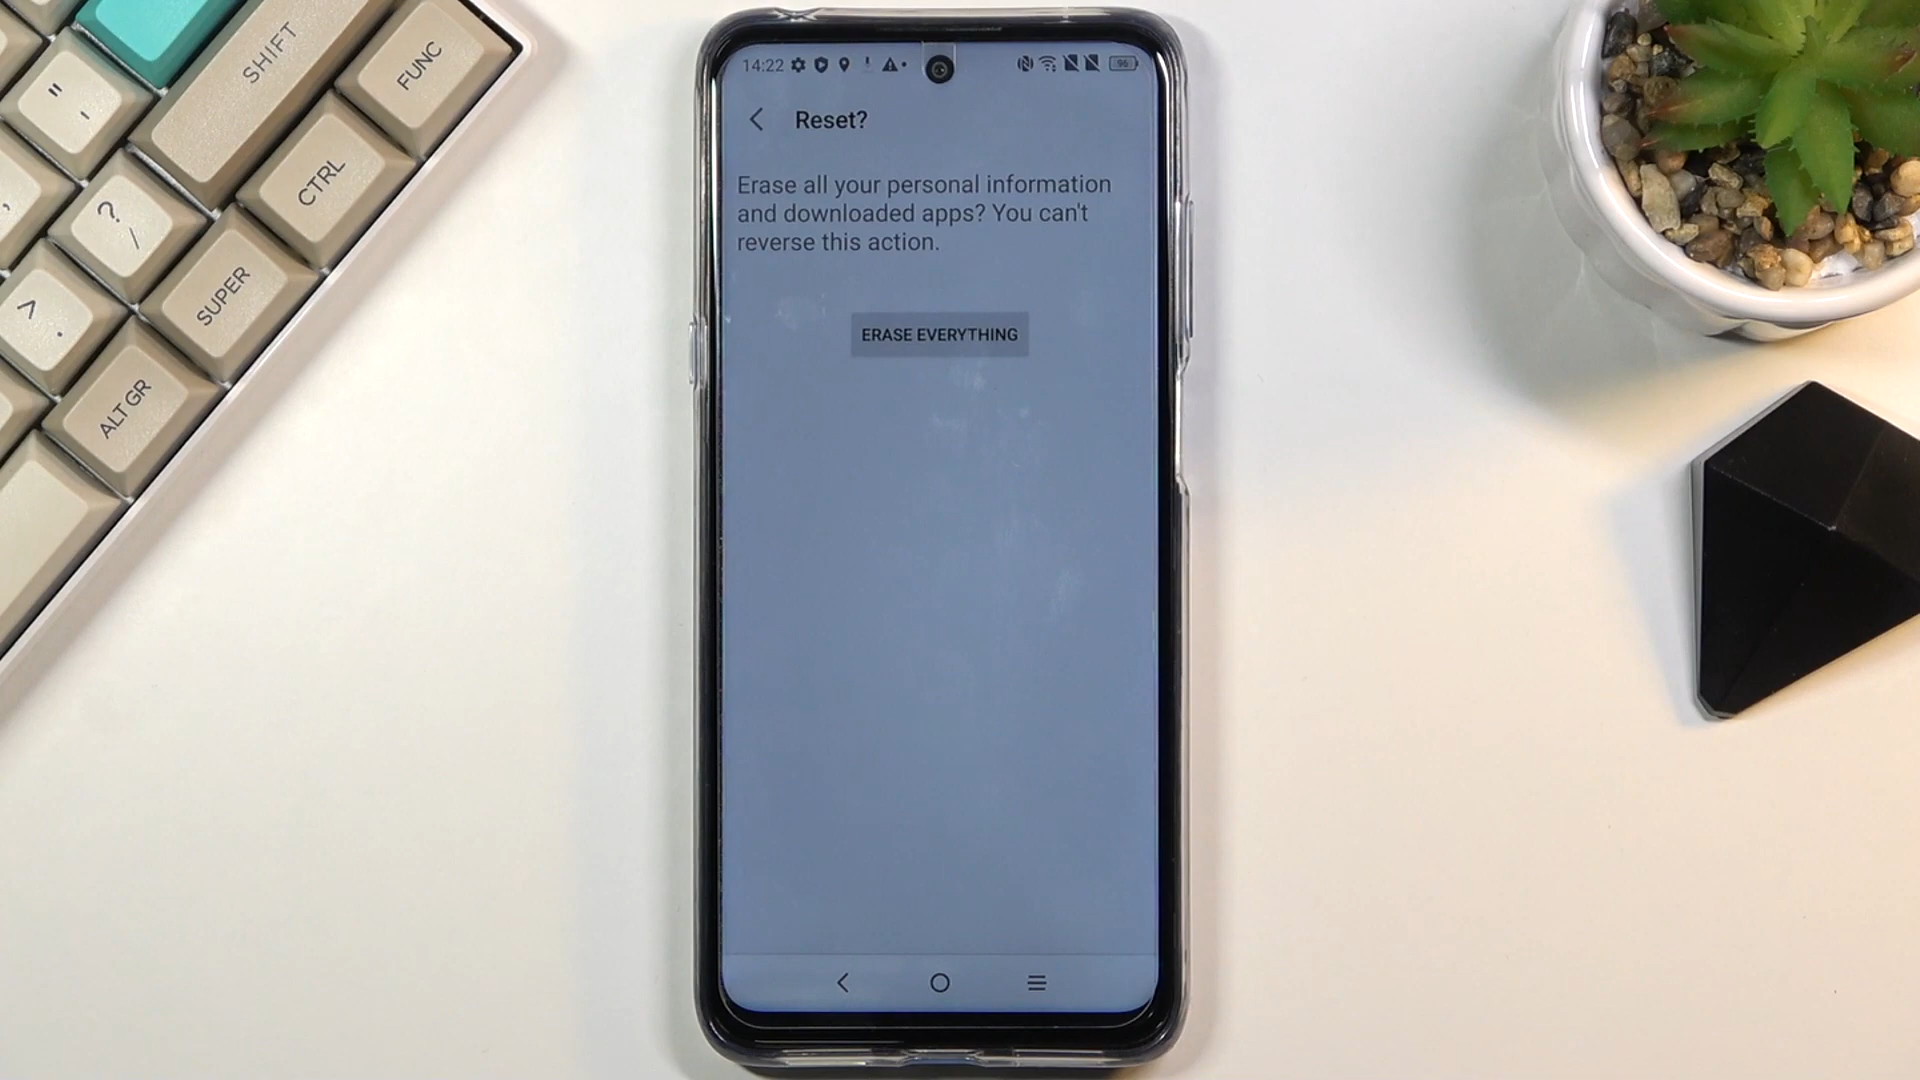 SHIFT
FUNC
CTRL
SUPER
ALT GR
"
'
?
/
>
.
,
14:22
96
Reset?
Erase all your personal information
and downloaded apps? You can't
reverse this action.
ERASE EVERYTHING